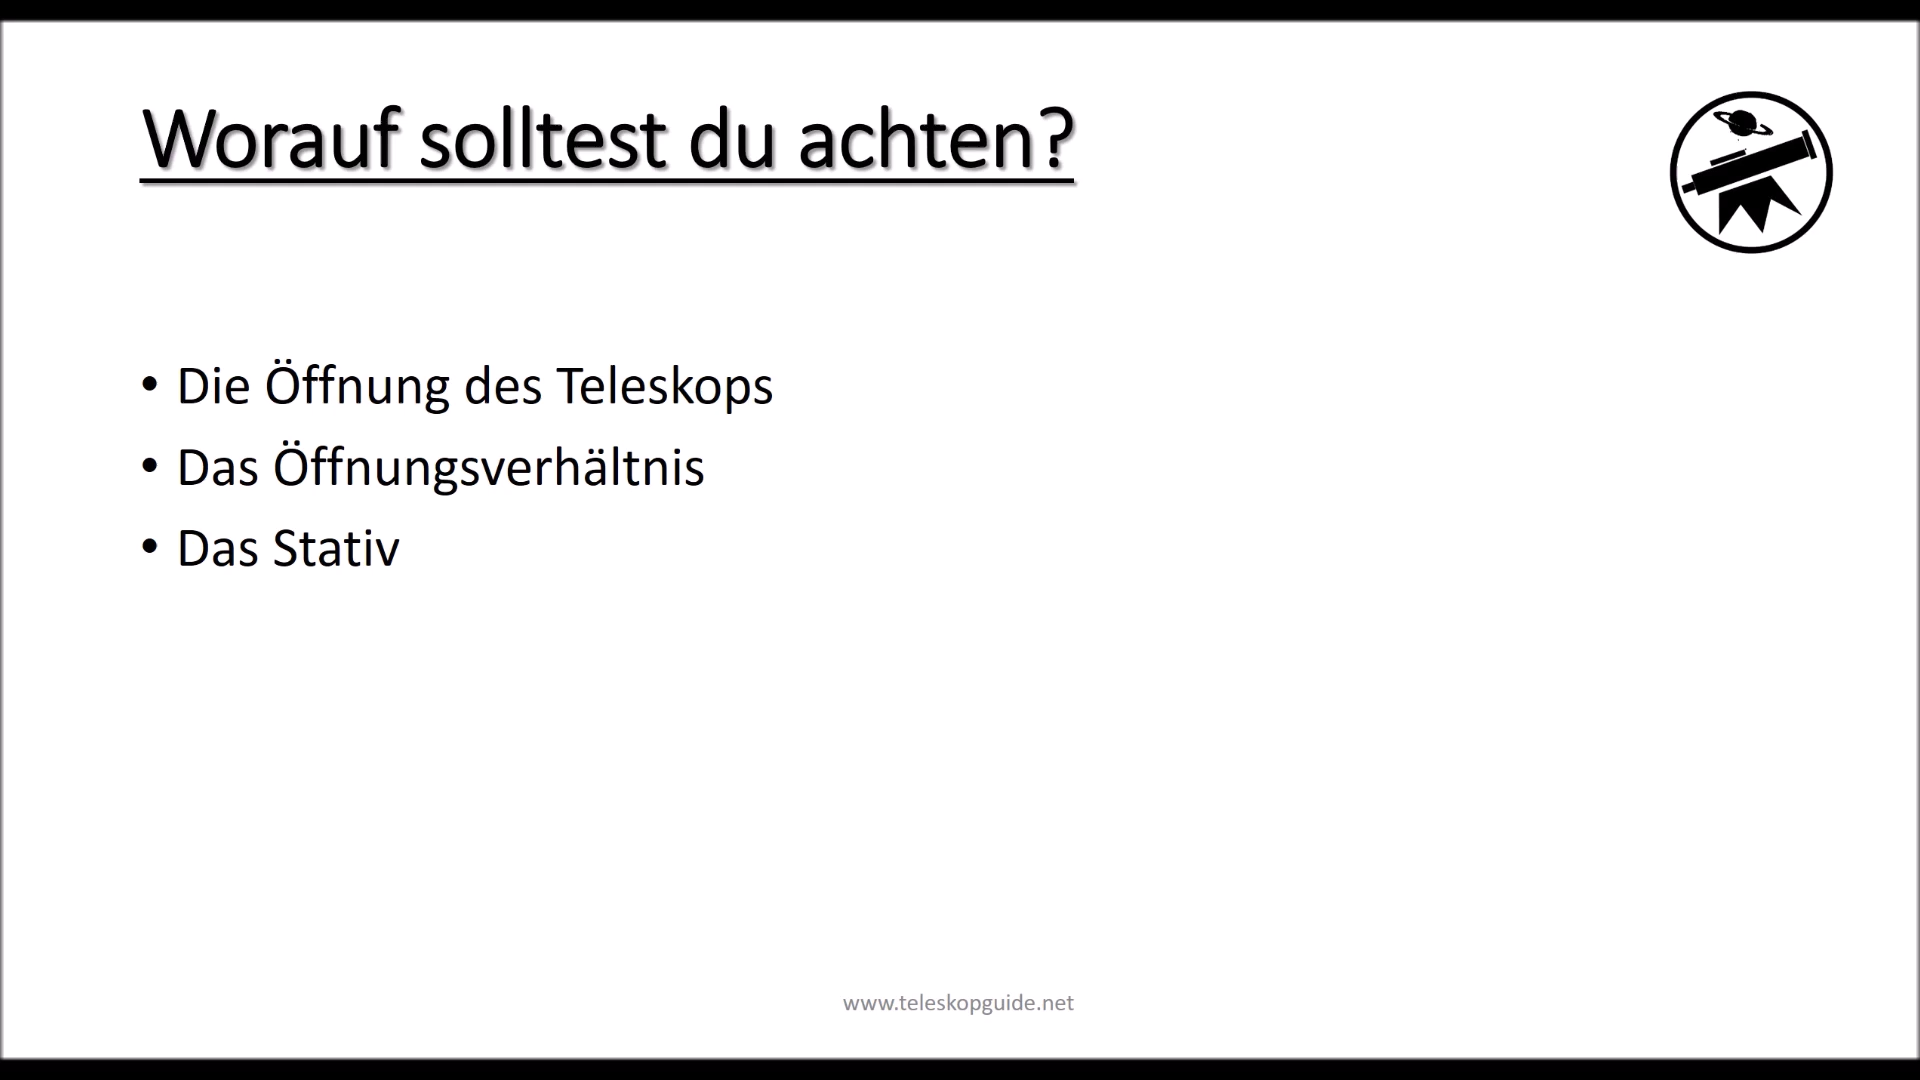 Worauf solltest du achten?
• Die Öffnung des Teleskops
• Das Öffnungsverhältnis
• Das Stativ
www.teleskopguide.net